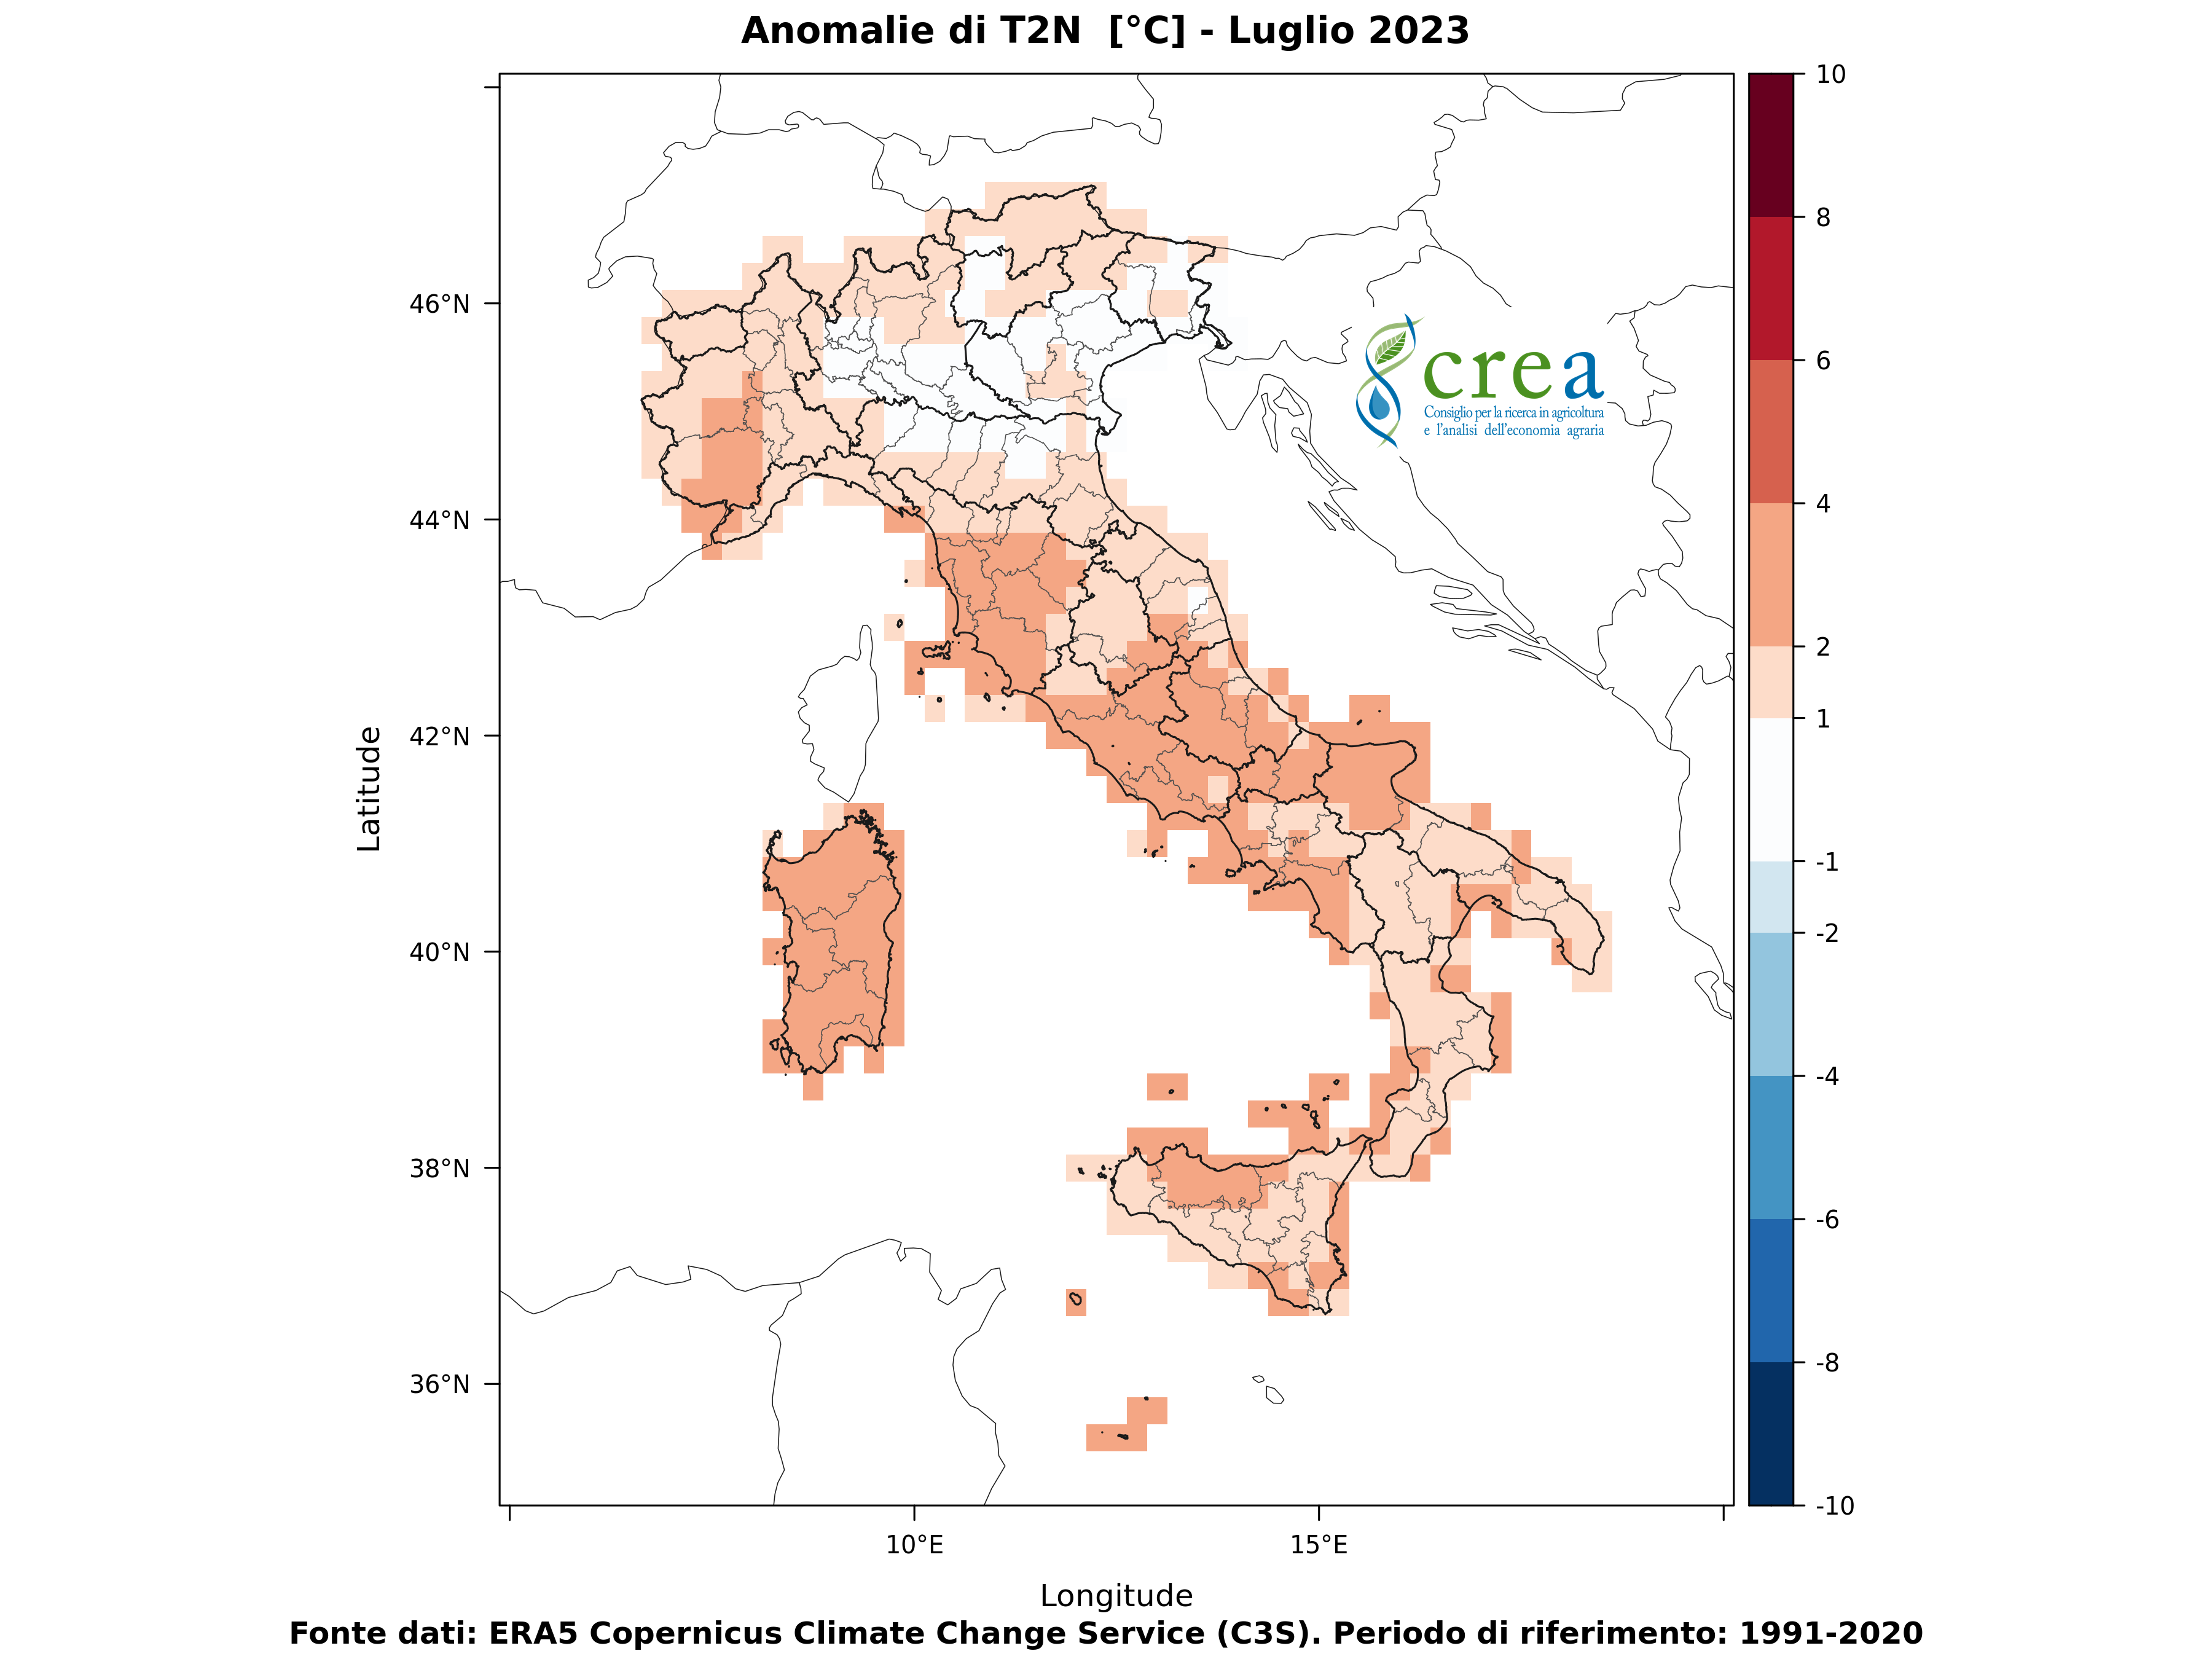 Anomalie di T2N [°C] - Luglio 2023
10
8
6
4
2
1
-1
-2
-4
-6
-8
-10
46°N
44°N
42°N
40°N
38°N
36°N
Latitude
crea
Consiglio per la ricerca in agricoltura
e l'analisi dell'economia agraria
10°E
15°E
Longitude
Fonte dati: ERA5 Copernicus Climate Change Service (C3S). Periodo di riferimento: 1991-2020